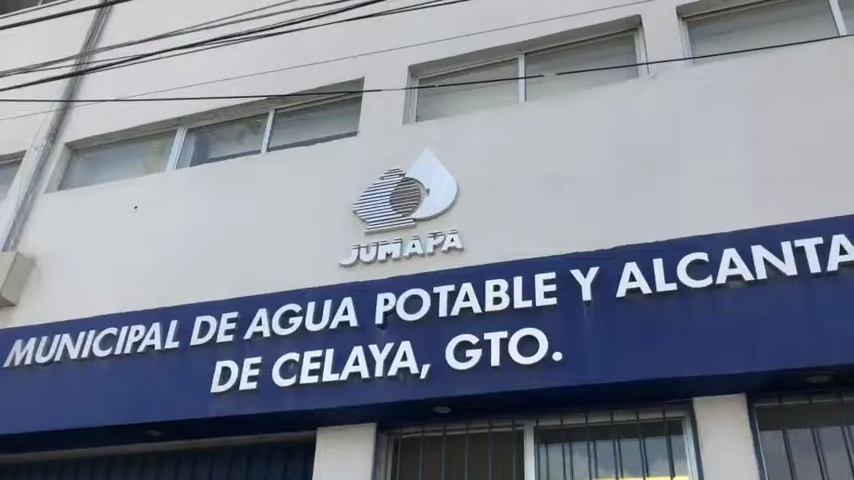 JUMAPA
MUNICIPAL DE AGUA POTABLE Y ALCANTA
DE CELAYA, GTO.